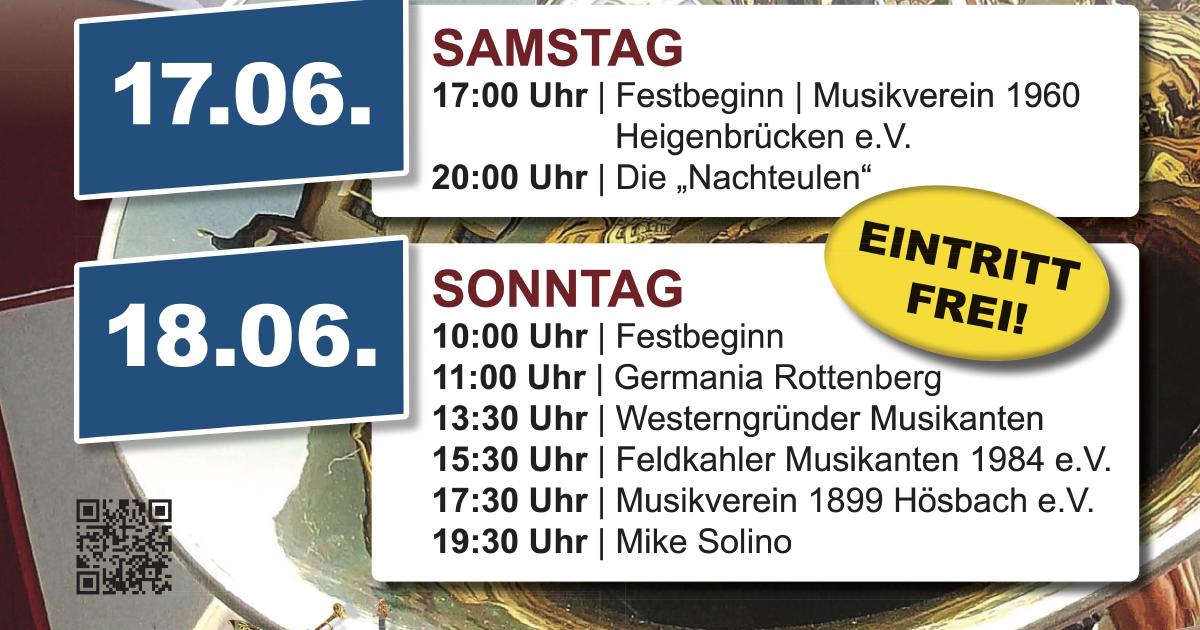 17.06.
SAMSTAG
17:00 Uhr | Festbeginn | Musikverein 1960
Heigenbrücken e.V.
20:00 Uhr | Die „Nachteulen“
EINTRITT
FREI!
18.06.
SONNTAG
10:00 Uhr | Festbeginn
11:00 Uhr | Germania Rottenberg
13:30 Uhr | Westerngründer Musikanten
15:30 Uhr | Feldkahler Musikanten 1984 e.V.
17:30 Uhr | Musikverein 1899 Hösbach e.V.
19:30 Uhr | Mike Solino